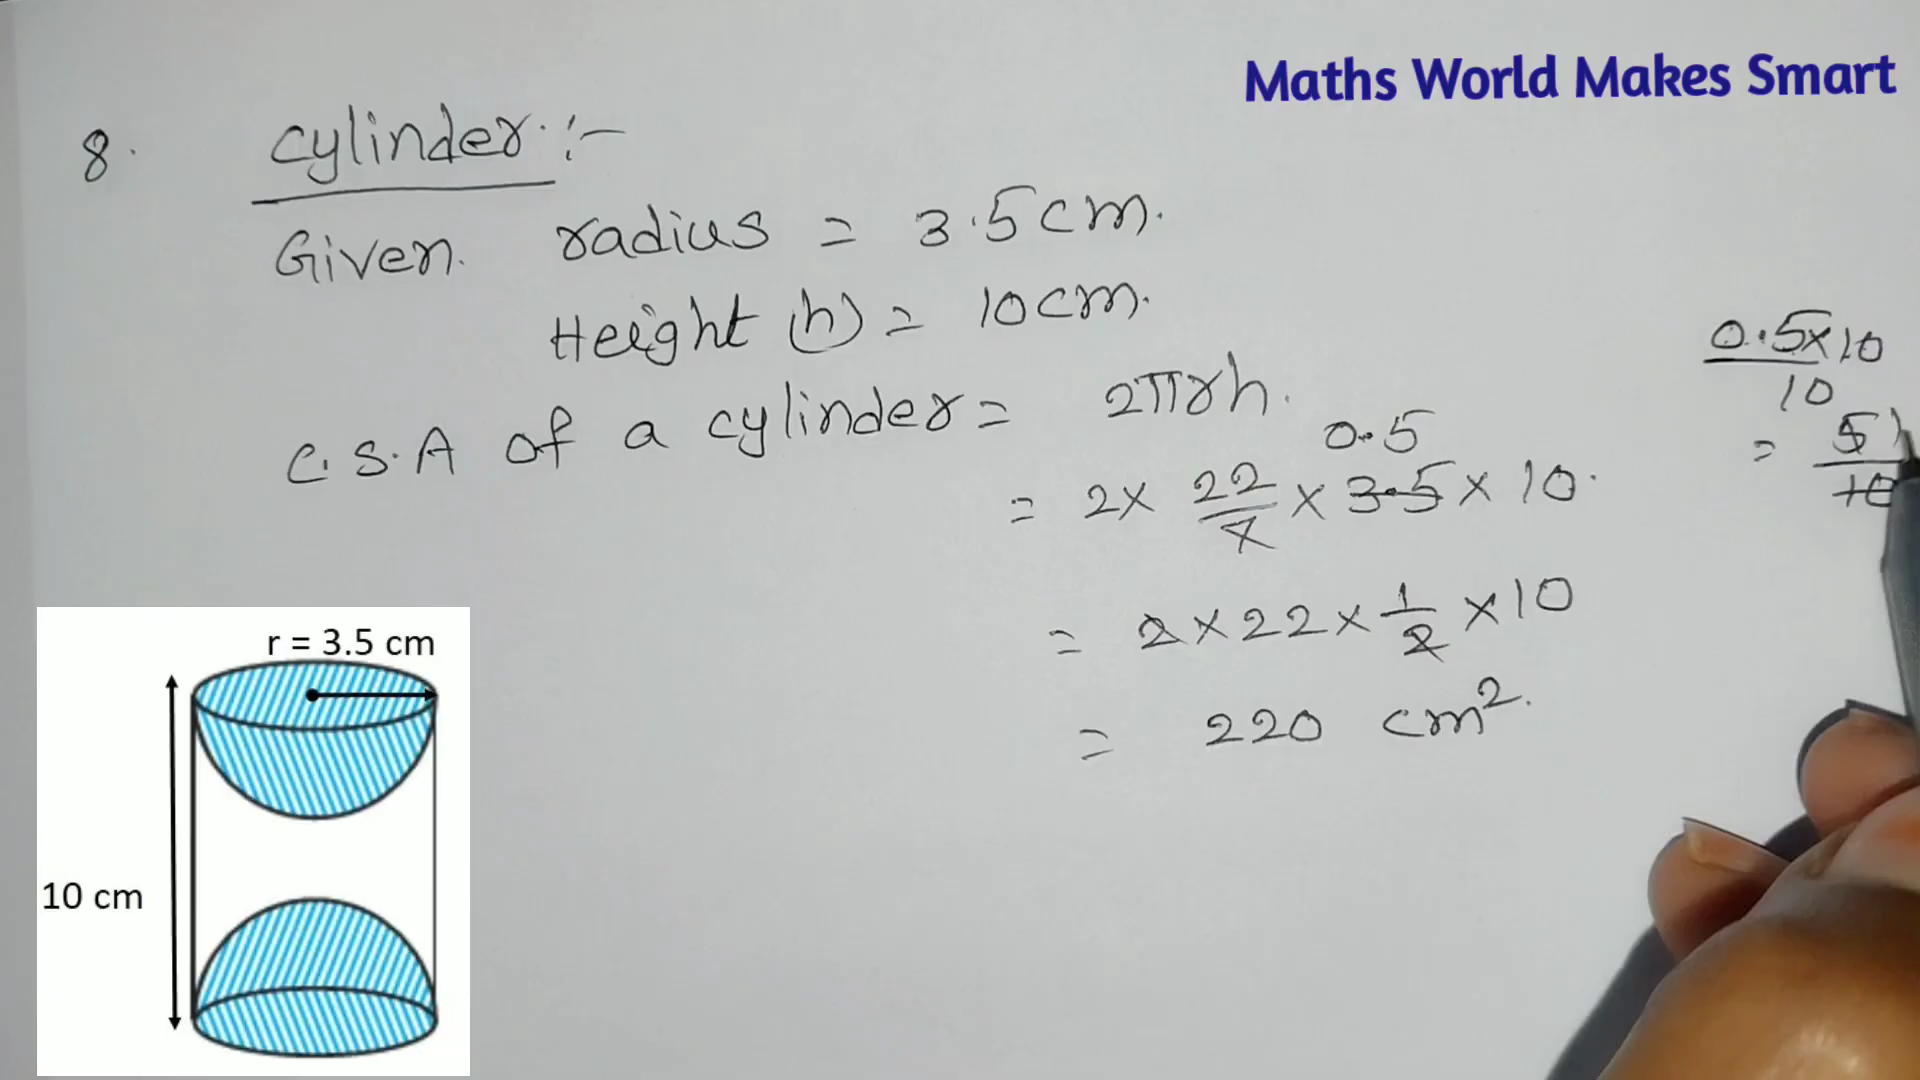 Maths World Makes Smart
8. Cylinder :-
Given radius = 3.5 cm.
Height (h) = 10 cm.
C.S.A of a cylinder = 2πrh.
0.5
= 2 × 22/7 × 3.5 × 10.
= 2 × 22 × 1/2 × 10
= 220 cm².
0.5 × 10 / 10
= 5 / 10
r = 3.5 cm
10 cm